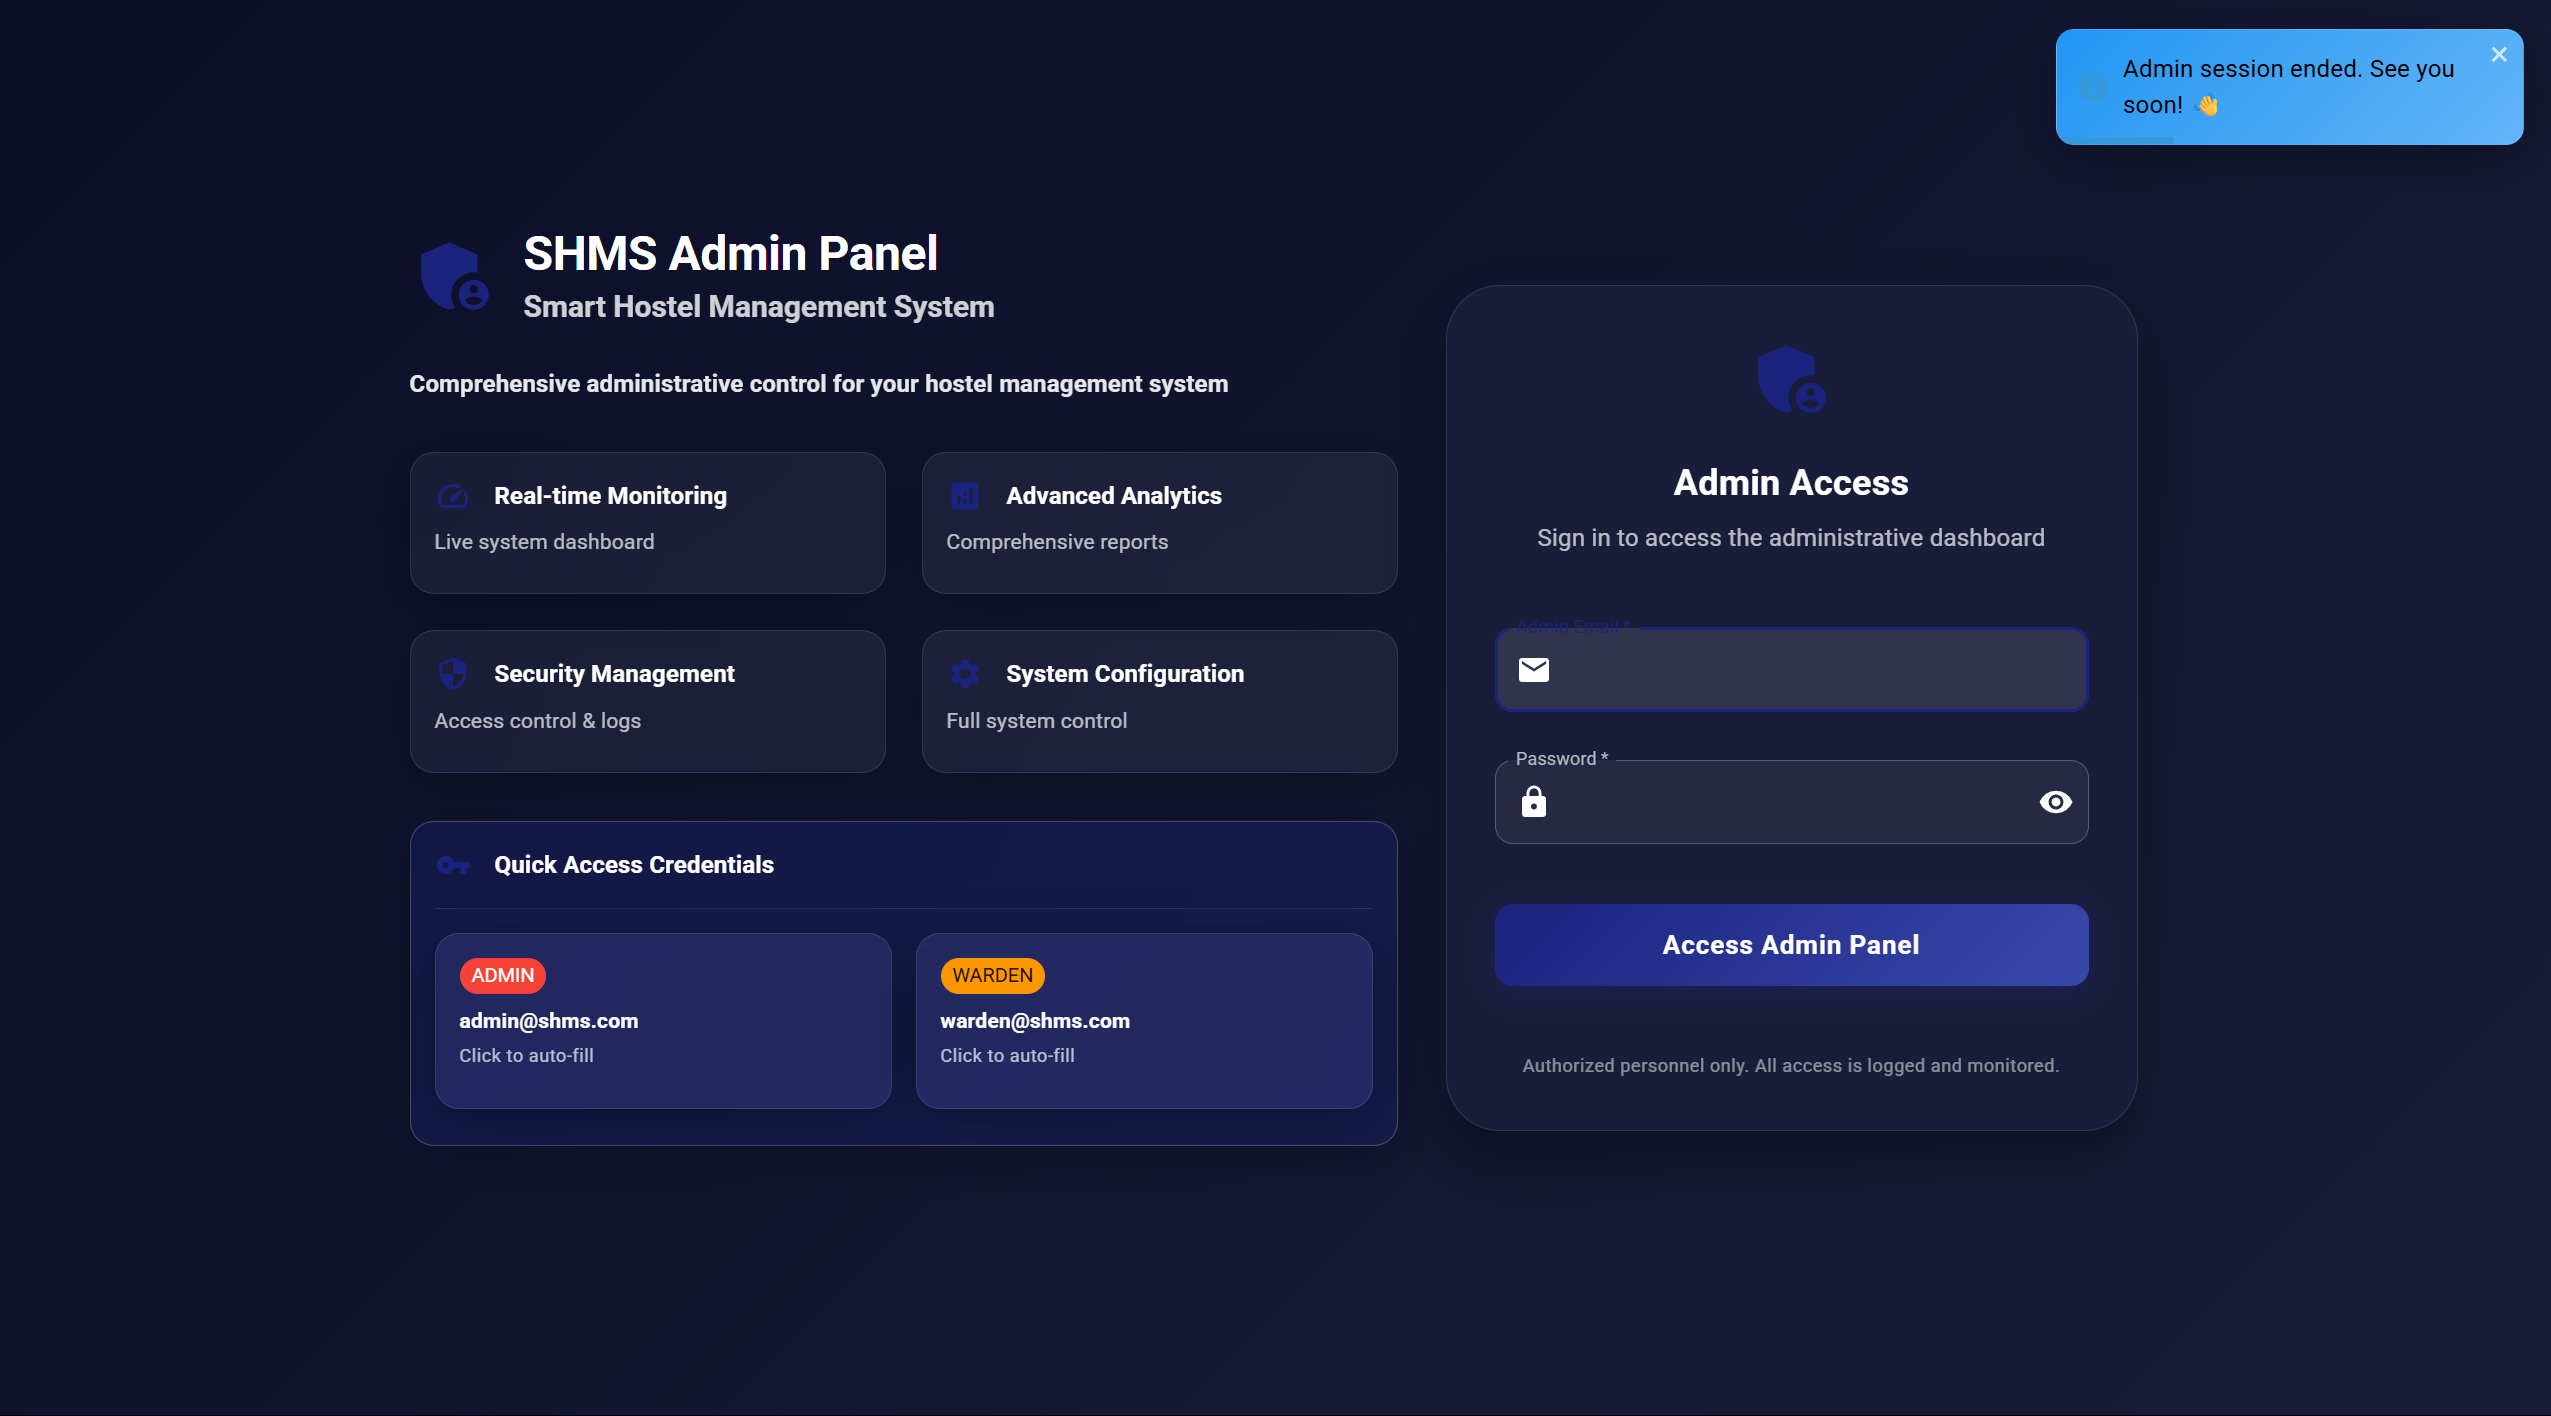 Admin session ended. See you
soon! 👋
SHMS Admin Panel
Smart Hostel Management System
Comprehensive administrative control for your hostel management system
Real-time Monitoring
Live system dashboard
Advanced Analytics
Comprehensive reports
Security Management
Access control & logs
System Configuration
Full system control
Quick Access Credentials
ADMIN
admin@shms.com
Click to auto-fill
WARDEN
warden@shms.com
Click to auto-fill
Admin Access
Sign in to access the administrative dashboard
Admin Email *
Password *
Access Admin Panel
Authorized personnel only. All access is logged and monitored.